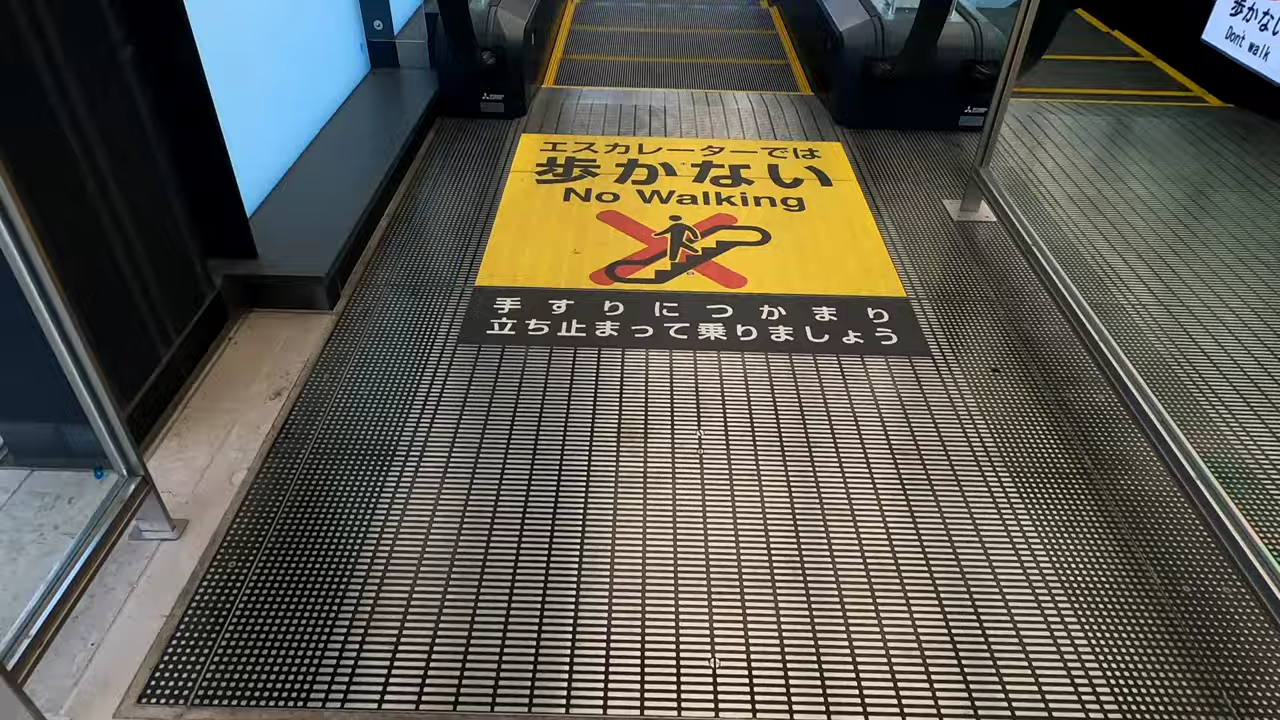 エスカレーターでは
歩かない
No Walking
手すりにつかまり
立ち止まって乗りましょう
歩かない
Don't walk